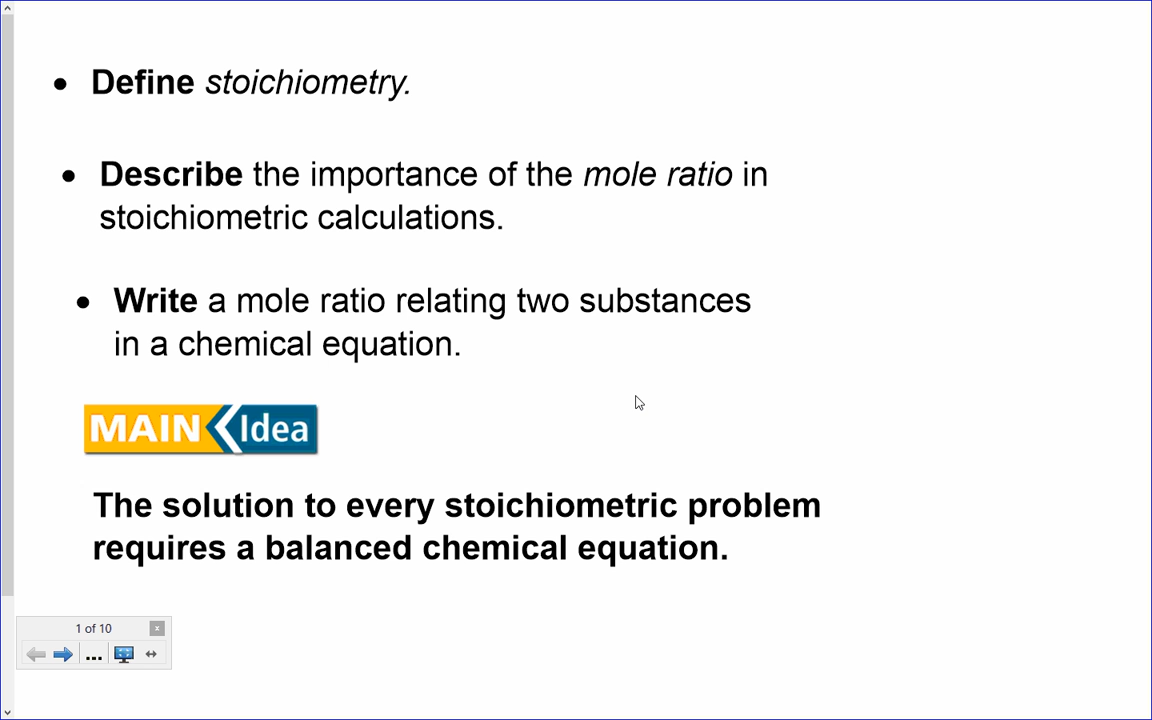 • Define stoichiometry.
• Describe the importance of the mole ratio in
stoichiometric calculations.
• Write a mole ratio relating two substances
in a chemical equation.
MAIN Idea
The solution to every stoichiometric problem
requires a balanced chemical equation.
1 of 10
...